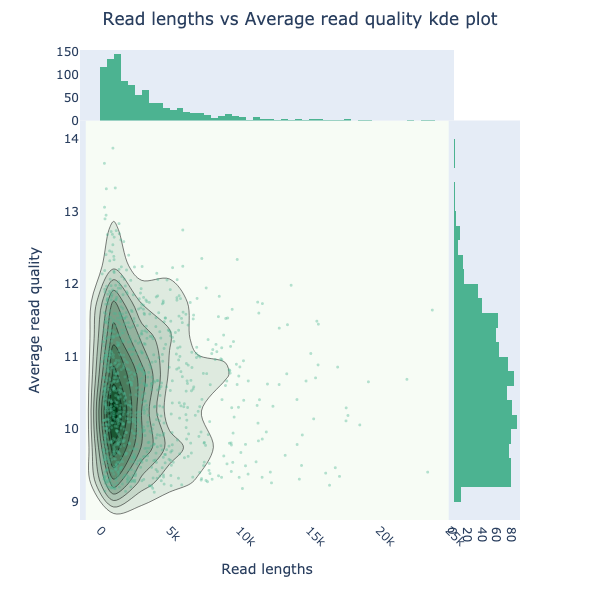 Read lengths vs Average read quality kde plot
150
100
50
0
14
13
12
11
10
9
Average read quality
0
5k
10k
15k
20k
25k
0
20
40
60
80
Read lengths